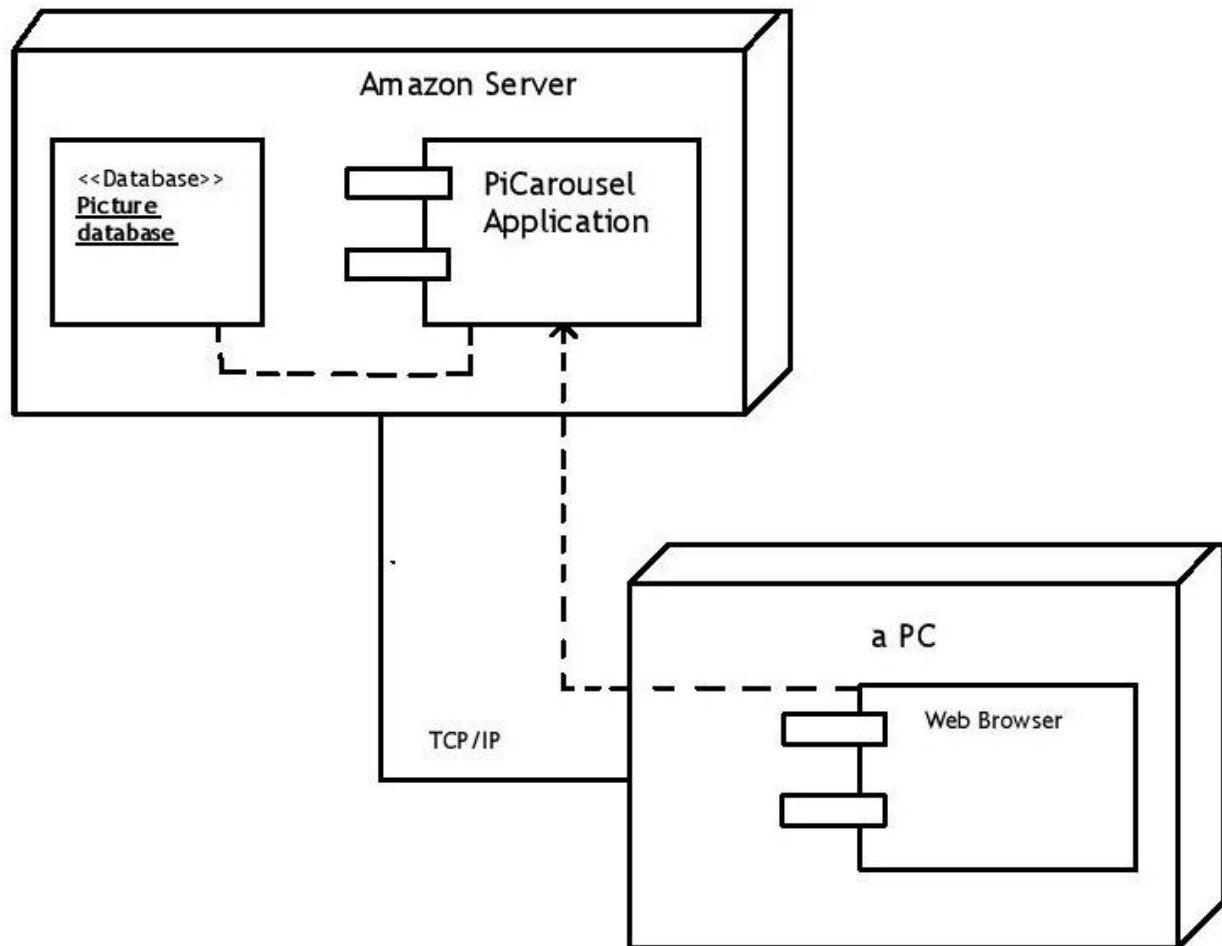 Amazon Server
<<Database>>
Picture
database
PiCarousel
Application
a PC
Web Browser
TCP/IP